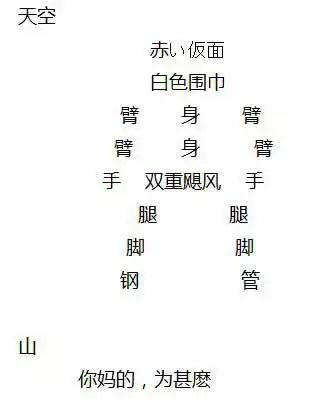 天空
赤い仮面
白色围巾
臂 身 臂
臂 身 臂
手 双重飓风 手
腿 腿
脚 脚
钢 管
山
你妈的，为甚麽